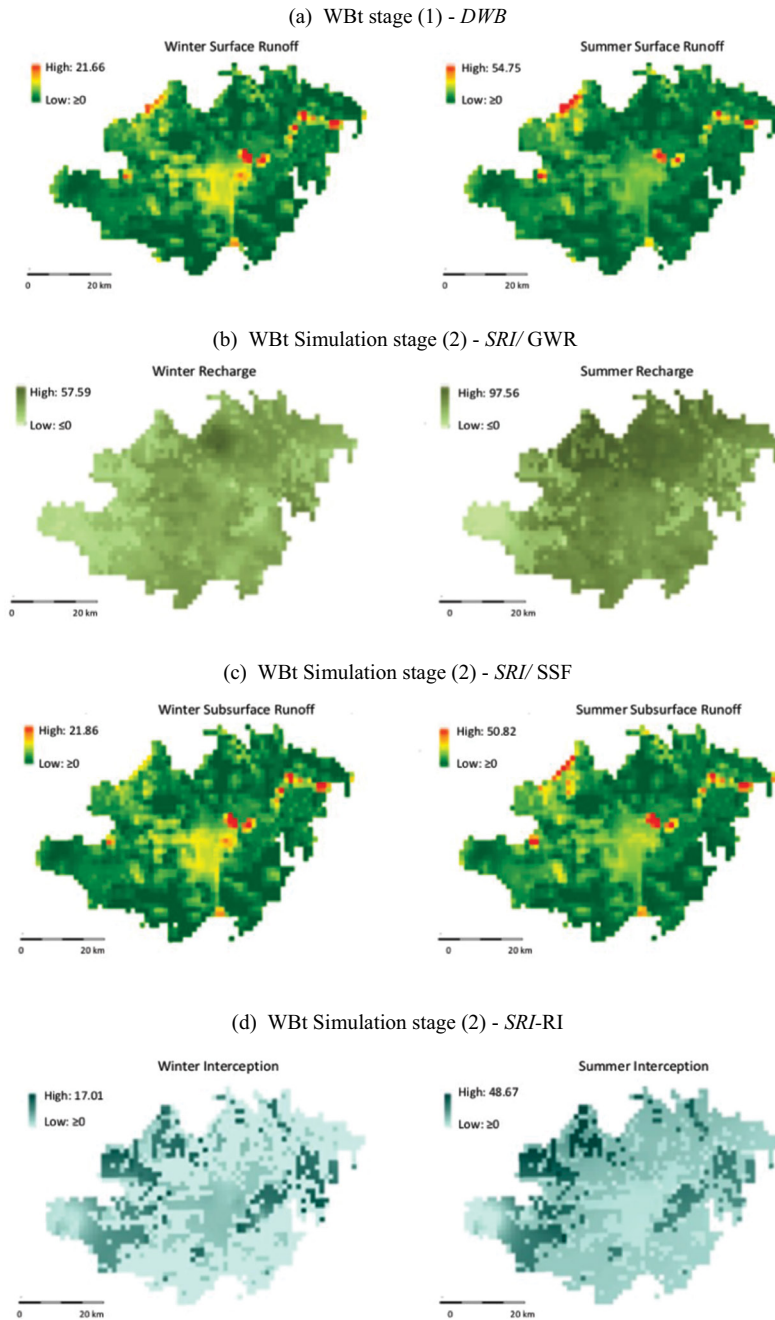 (a) WBt stage (1) - DWB
Winter Surface Runoff
High: 21.66
Low: ≥0
0 20 km
Summer Surface Runoff
High: 54.75
Low: ≥0
0 20 km
(b) WBt Simulation stage (2) - SRI/ GWR
Winter Recharge
High: 57.59
Low: ≤0
0 20 km
Summer Recharge
High: 97.56
Low: ≤0
0 20 km
(c) WBt Simulation stage (2) - SRI/ SSF
Winter Subsurface Runoff
High: 21.86
Low: ≥0
0 20 km
Summer Subsurface Runoff
High: 50.82
Low: ≥0
0 20 km
(d) WBt Simulation stage (2) - SRI-RI
Winter Interception
High: 17.01
Low: ≥0
0 20 km
Summer Interception
High: 48.67
Low: ≥0
0 20 km